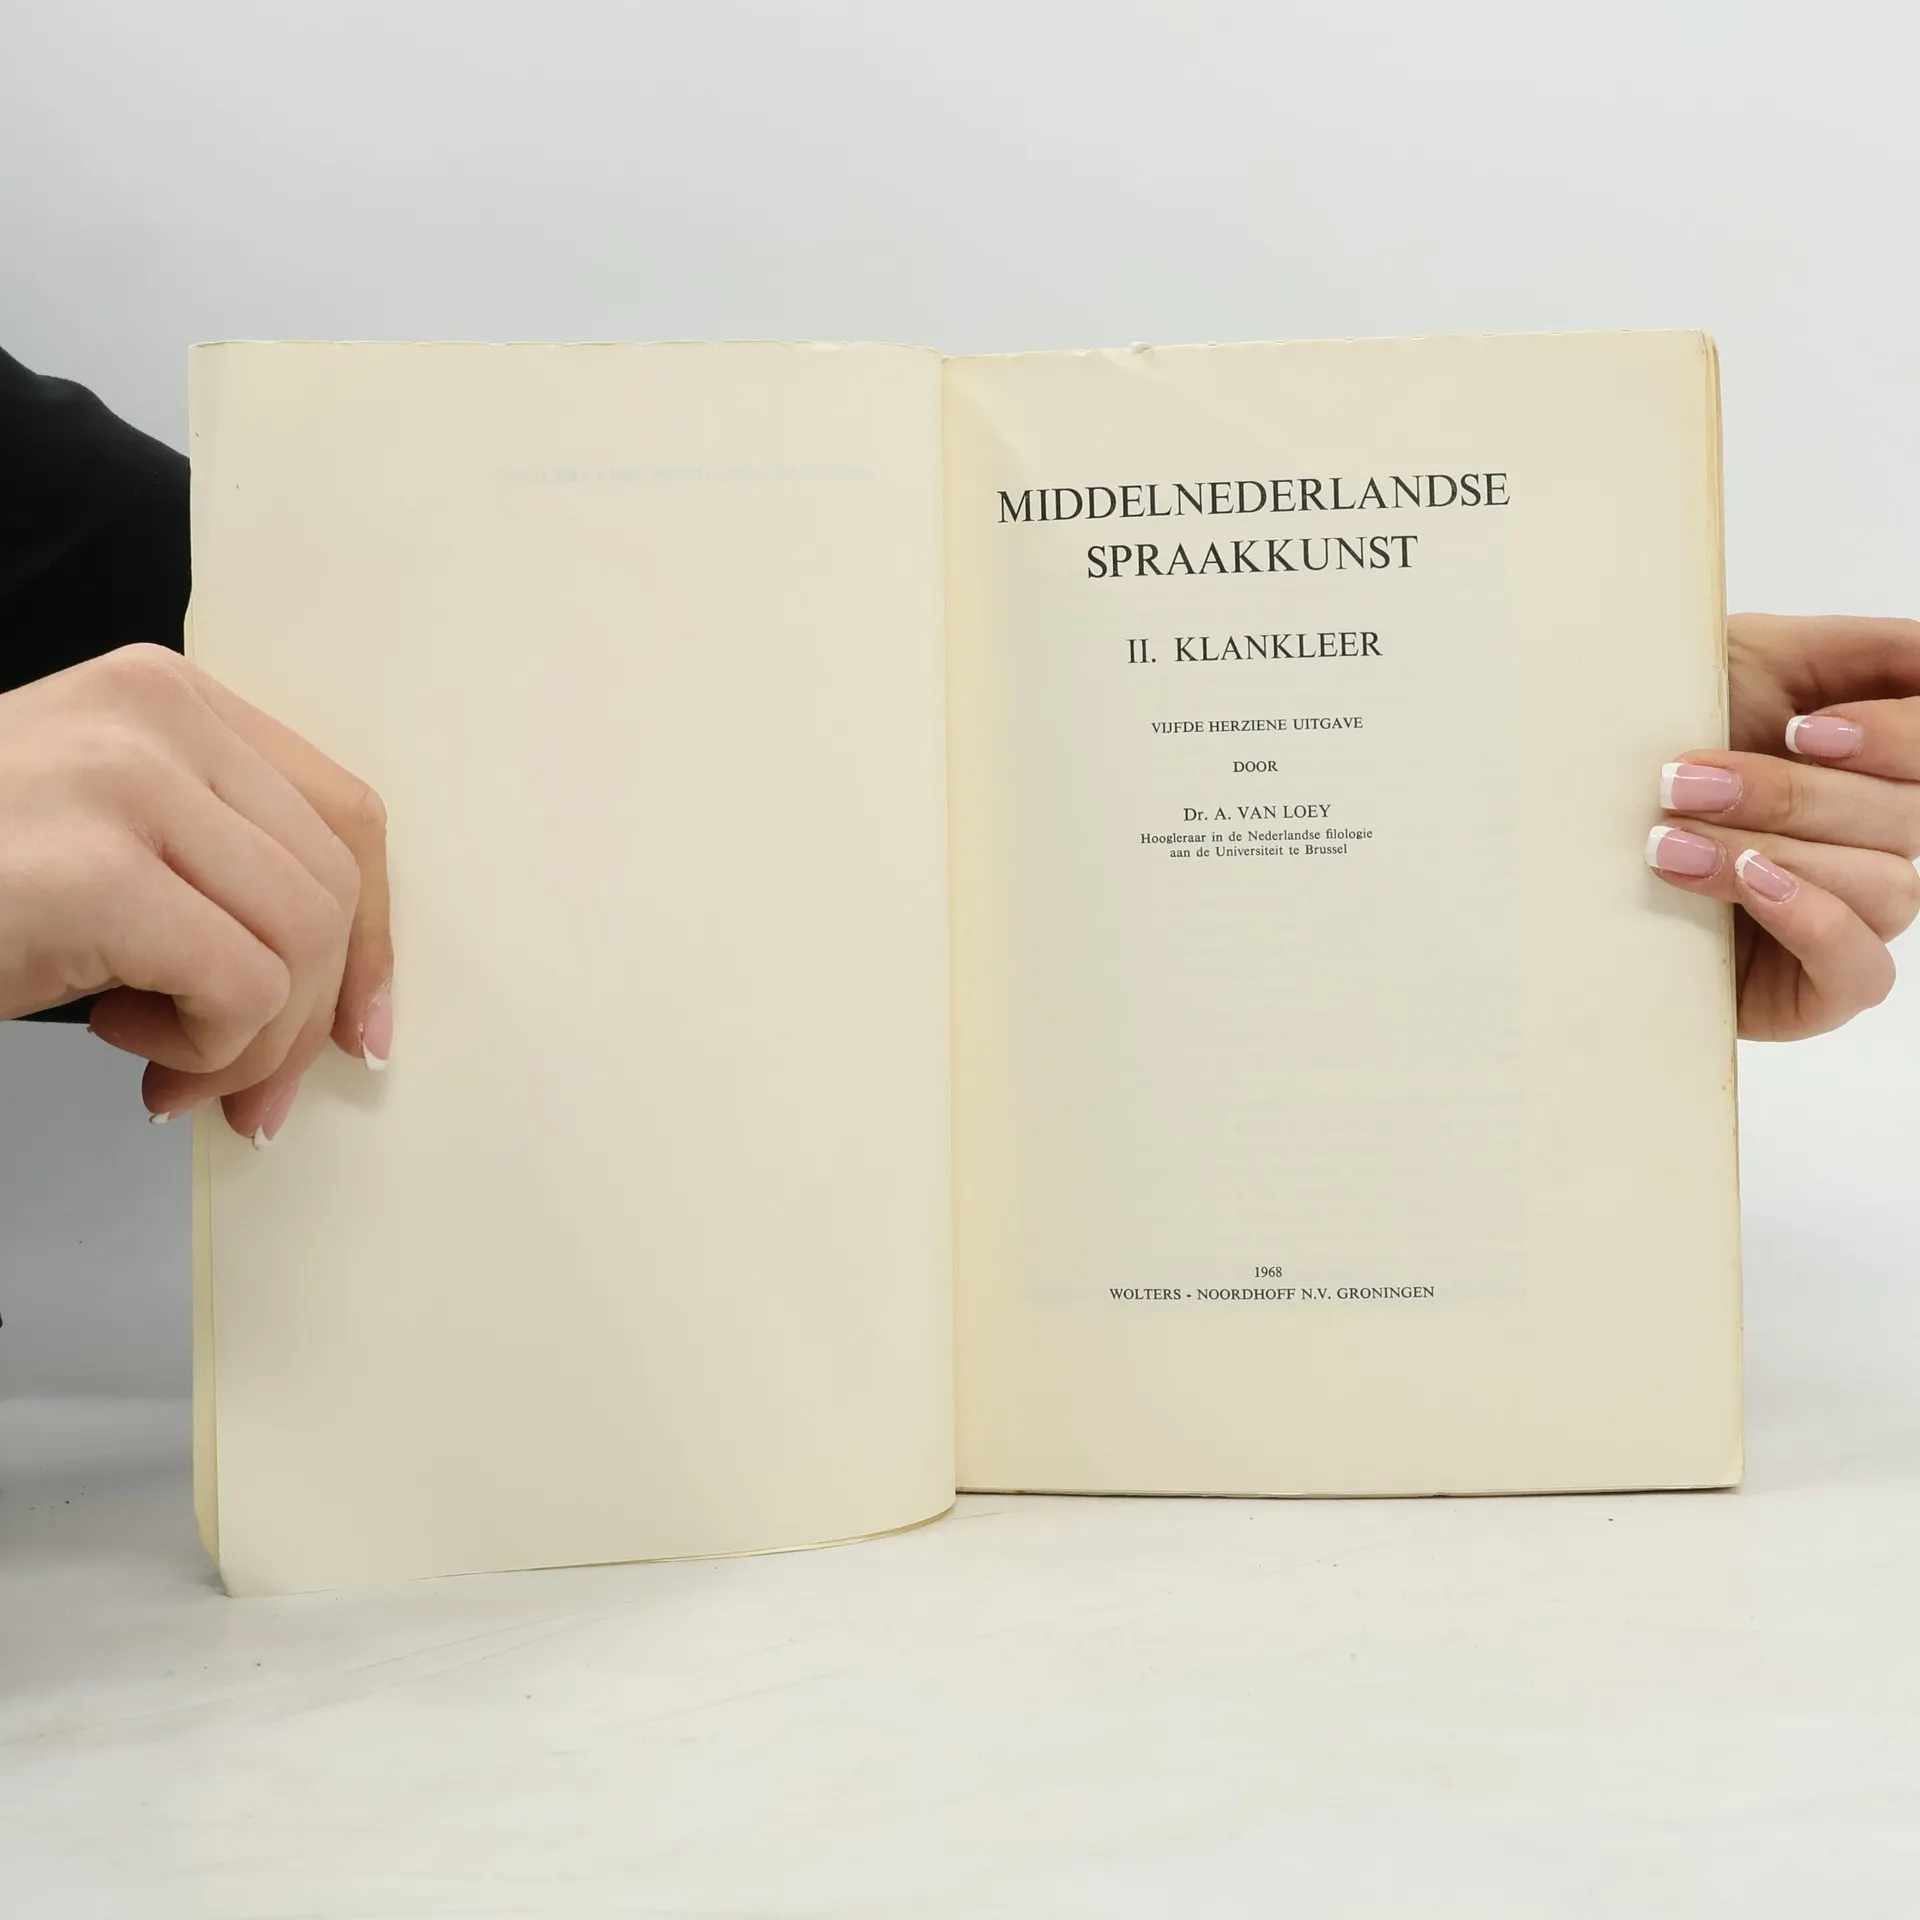 MIDDELNEDERLANDSE
SPRAAKKUNST
II. KLANKLEER
VIJFDE HERZIENE UITGAVE
DOOR
Dr. A. VAN LOEY
Hoogleraar in de Nederlandse filologie
aan de Universiteit te Brussel
1968
WOLTERS - NOORDHOFF N.V. GRONINGEN